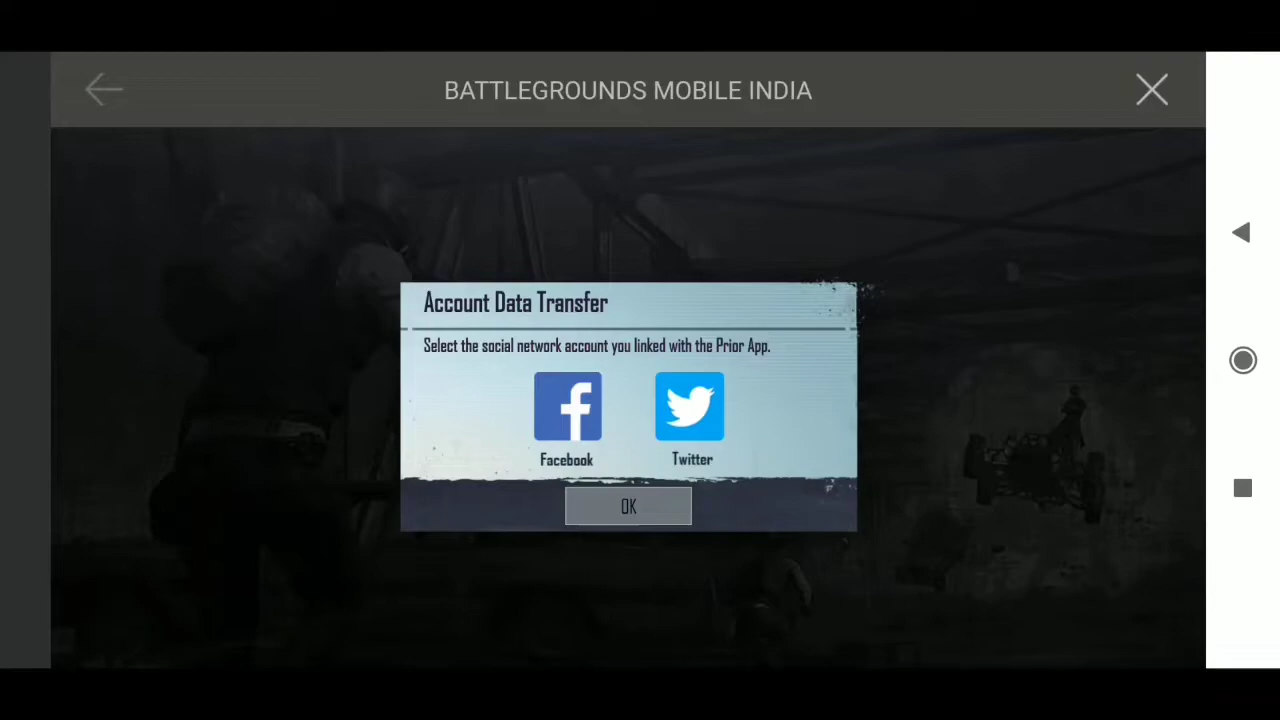 BATTLEGROUNDS MOBILE INDIA
Account Data Transfer
Select the social network account you linked with the Prior App.
Facebook Twitter
OK